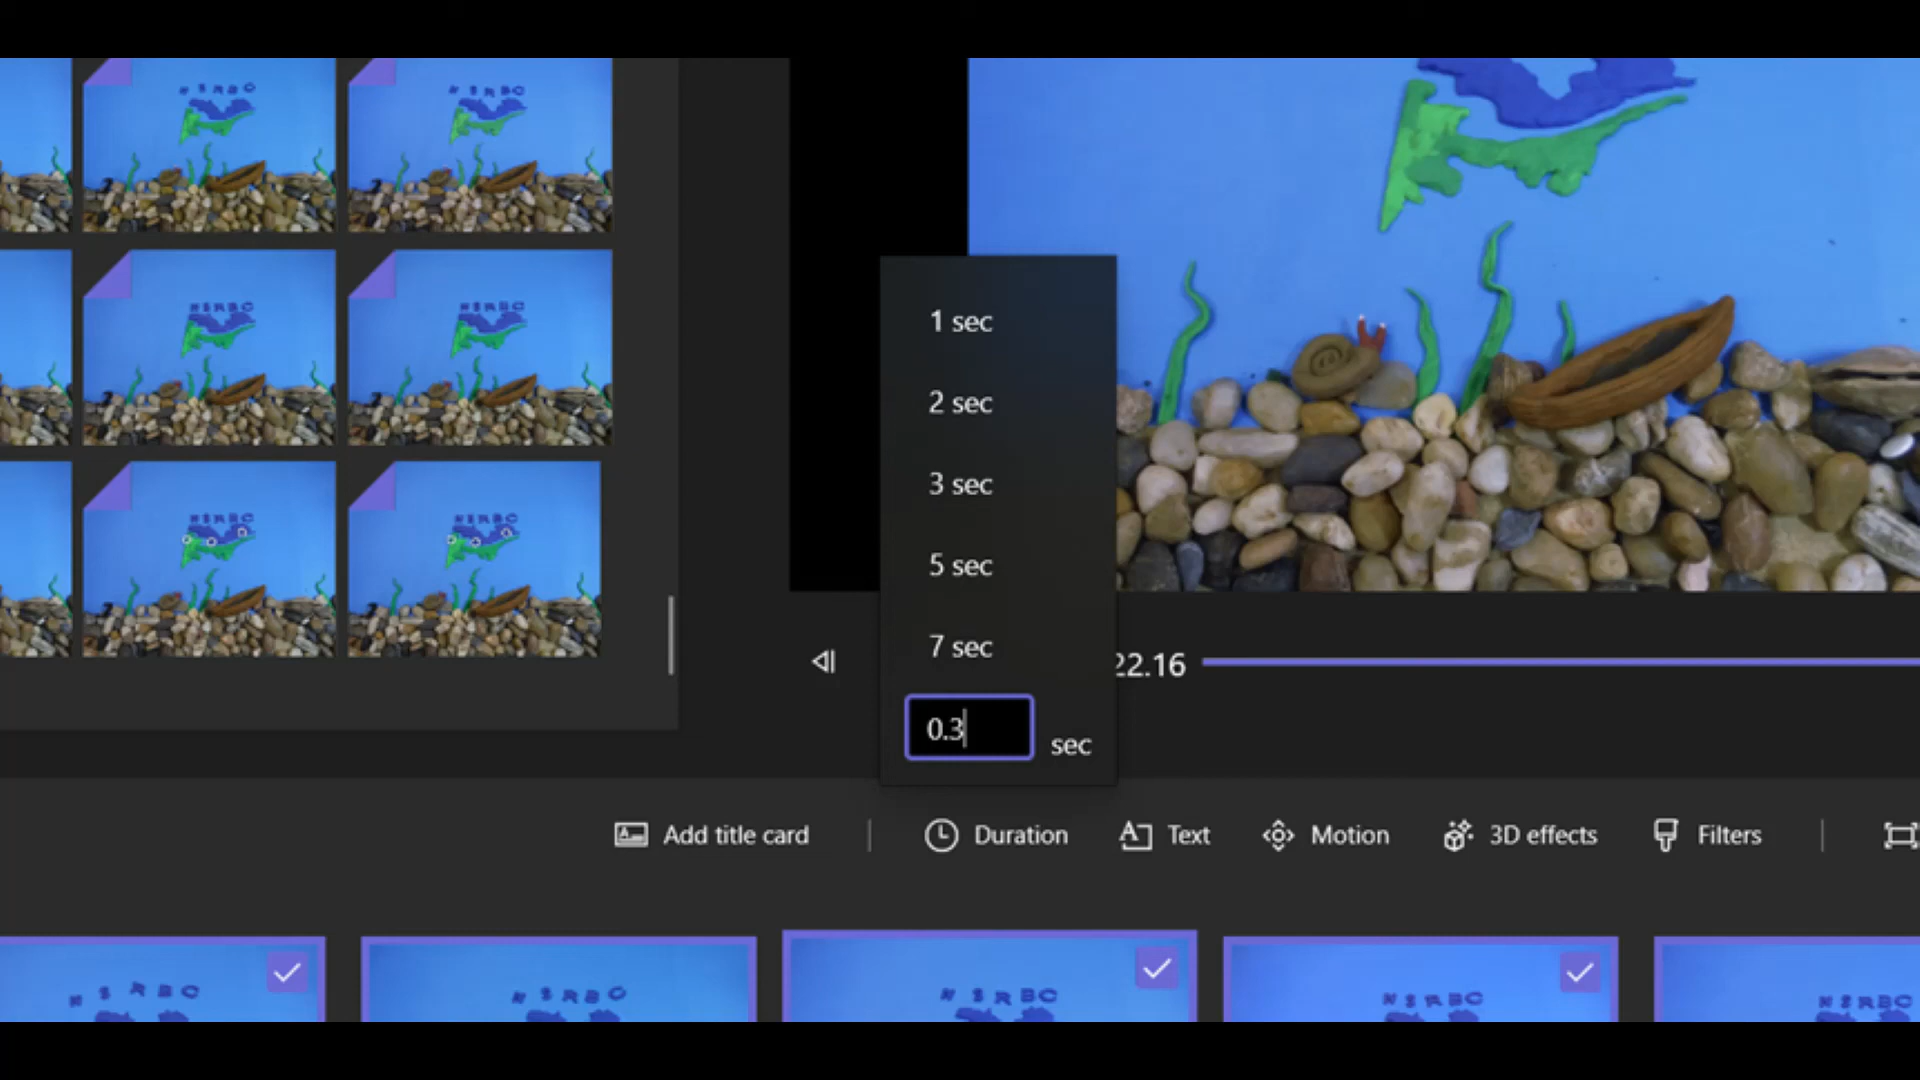 N S R B C
N S R B C
N S R B C
N S R B C
N S R B C
N S R B C
1 sec
2 sec
3 sec
5 sec
7 sec
0.3 sec
22.16
Add title card
Duration
Text
Motion
3D effects
Filters
N S R B C
N S R B C
N S R B C
N S R B C
N S R B C